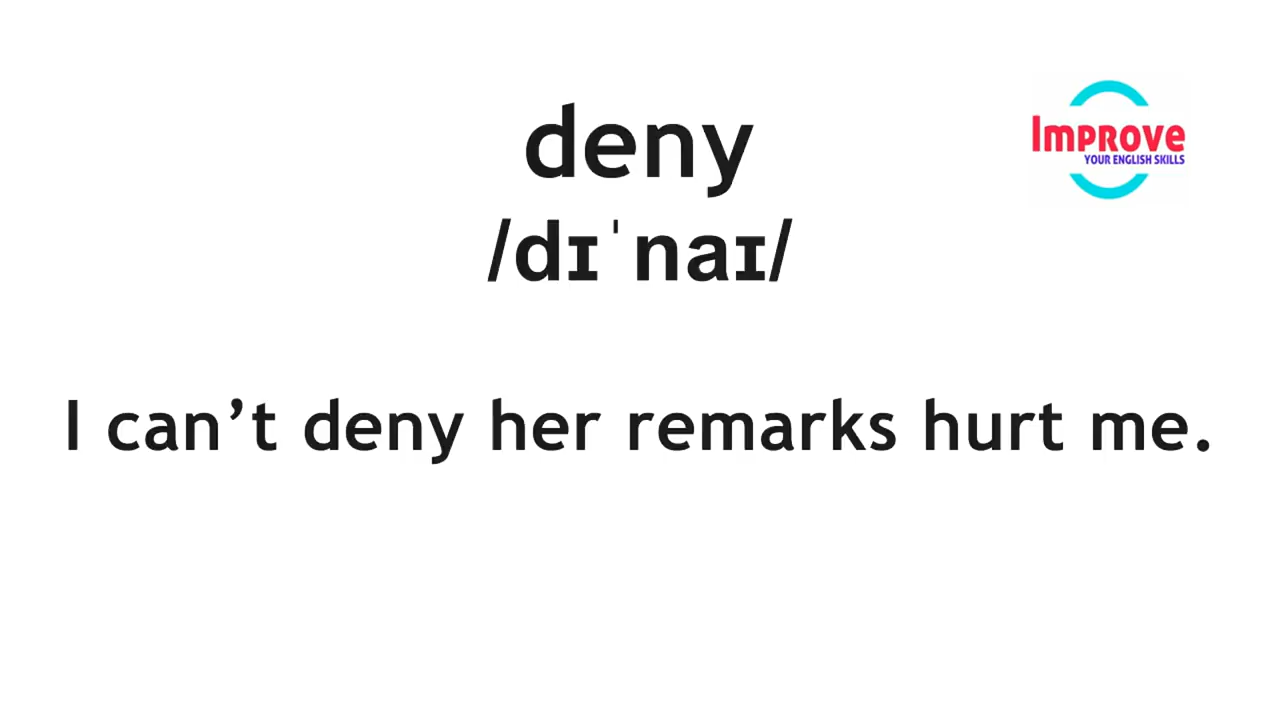 deny
Improve
YOUR ENGLISH SKILLS
/dɪˈnaɪ/
I can’t deny her remarks hurt me.